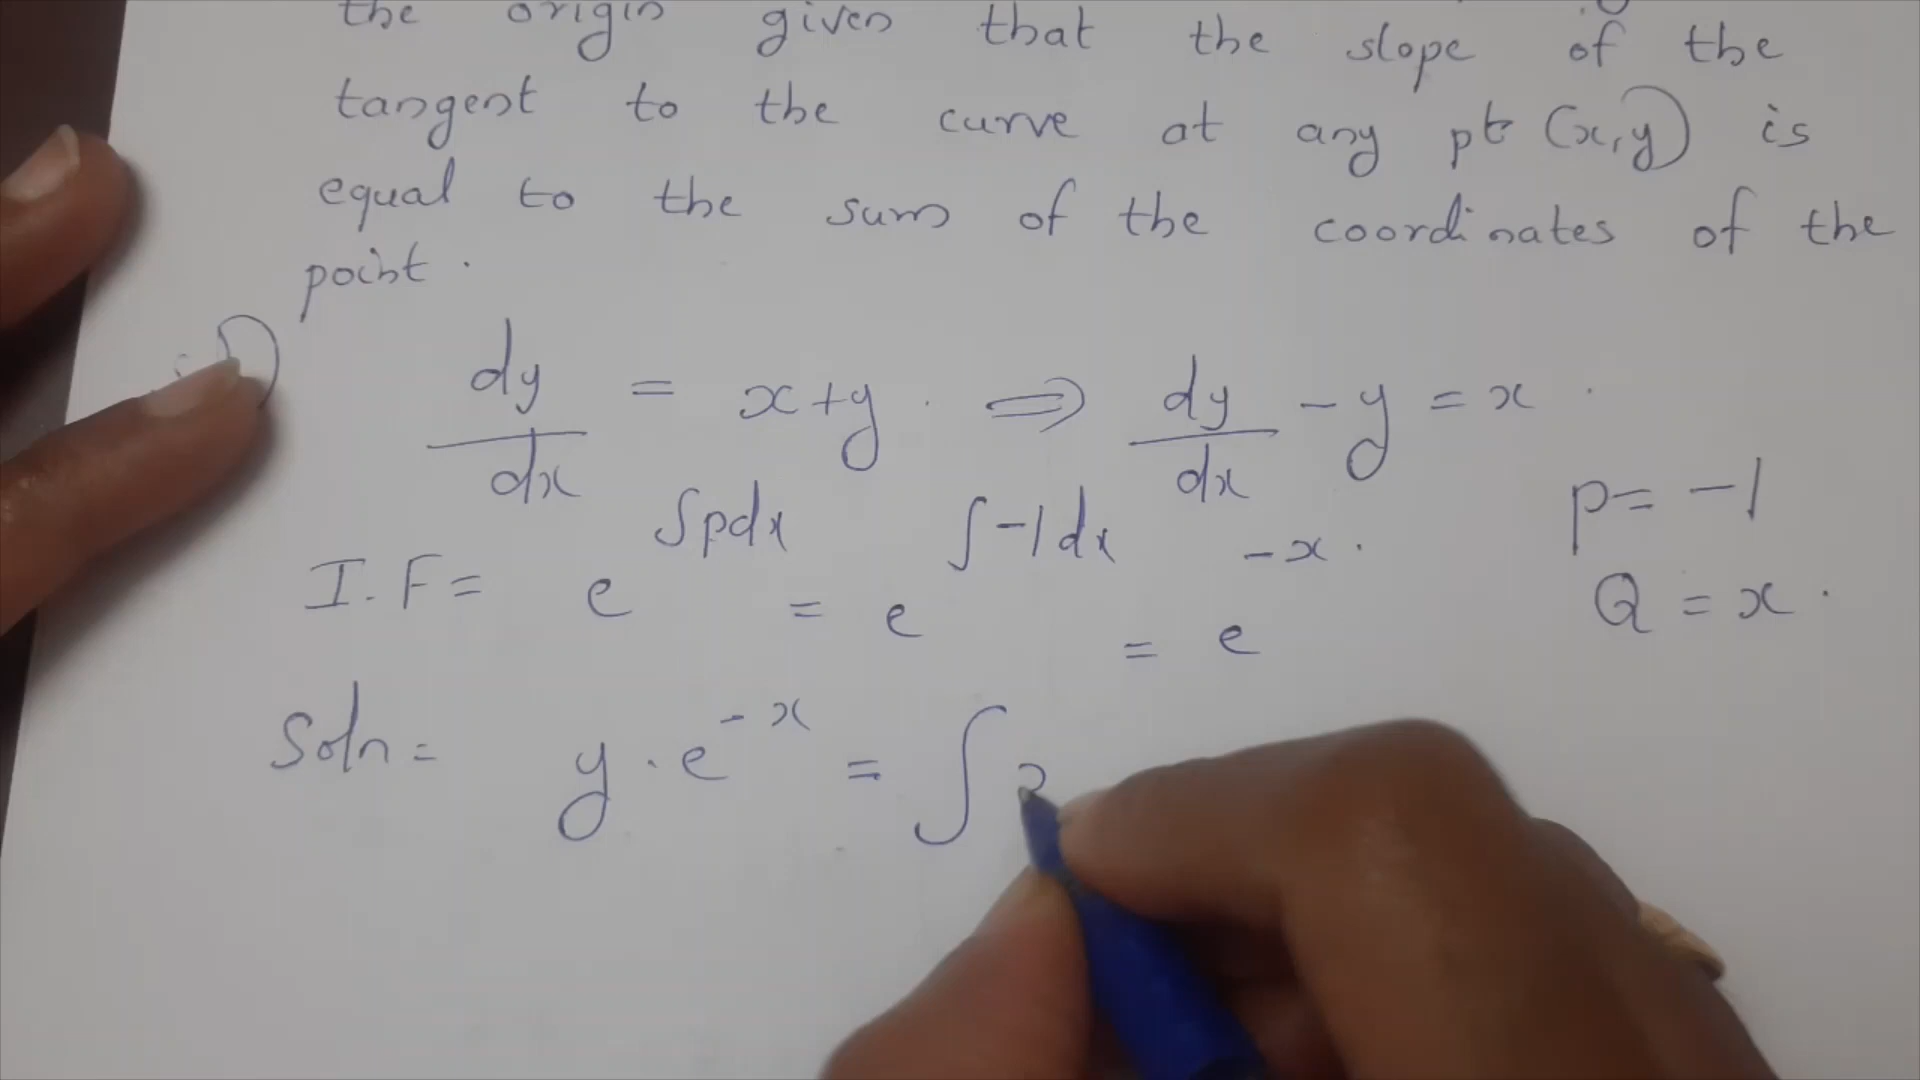 the origin given that the slope of the
tangent to the curve at any pt (x,y) is
equal to the sum of the coordinates of the
point.
dy/dx = x+y. ⇒ dy/dx - y = x.
P = -1
I.F = e^∫pdx = e^∫-1dx = e^-x.
Q = x.
Soln = y.e^-x = ∫